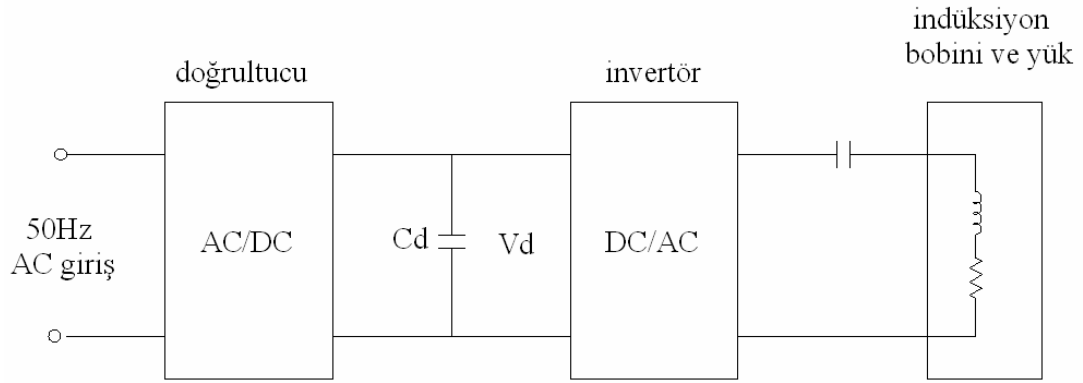 indüksiyon
bobini ve yük
doğrultucu
invertör
50Hz
AC giriş
AC/DC
Cd
Vd
DC/AC